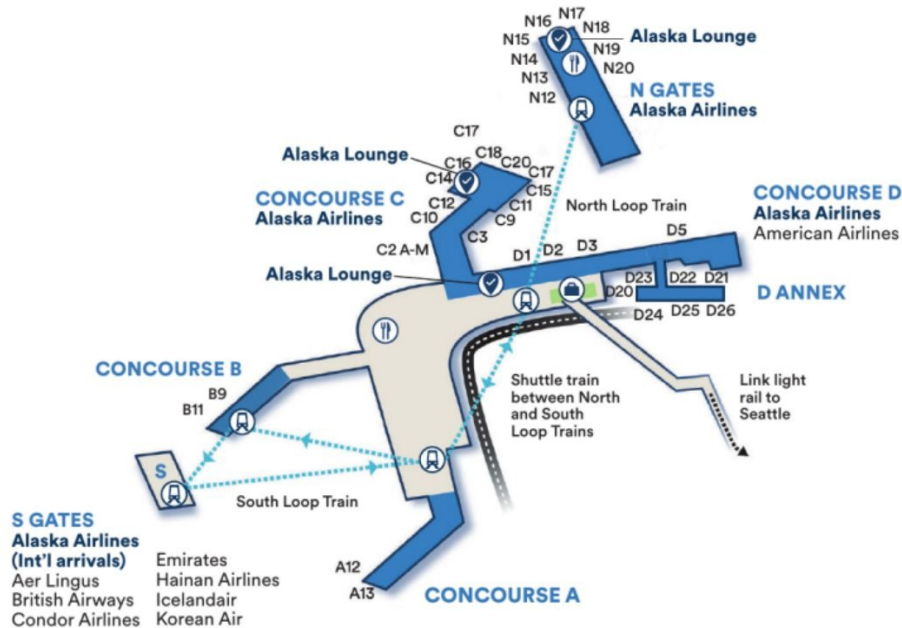 N17
N16
N18
N15
Alaska Lounge
N14
N19
N13
N20
N12
N GATES
Alaska Airlines
C17
C18
Alaska Lounge
C16
C20
C14
C17
CONCOURSE C
Alaska Airlines
C12
C15
C11
C10
C9
C3
C2 A-M
North Loop Train
CONCOURSE D
Alaska Airlines
American Airlines
D1
D2
D3
D5
Alaska Lounge
D23
D22
D21
D20
D ANNEX
D24
D25
D26
CONCOURSE B
B9
B11
Shuttle train
between North
and South
Loop Trains
Link light
rail to
Seattle
S
South Loop Train
S GATES
Alaska Airlines
(Int'l arrivals)
Aer Lingus
British Airways
Condor Airlines
Emirates
Hainan Airlines
Icelandair
Korean Air
A12
A13
CONCOURSE A